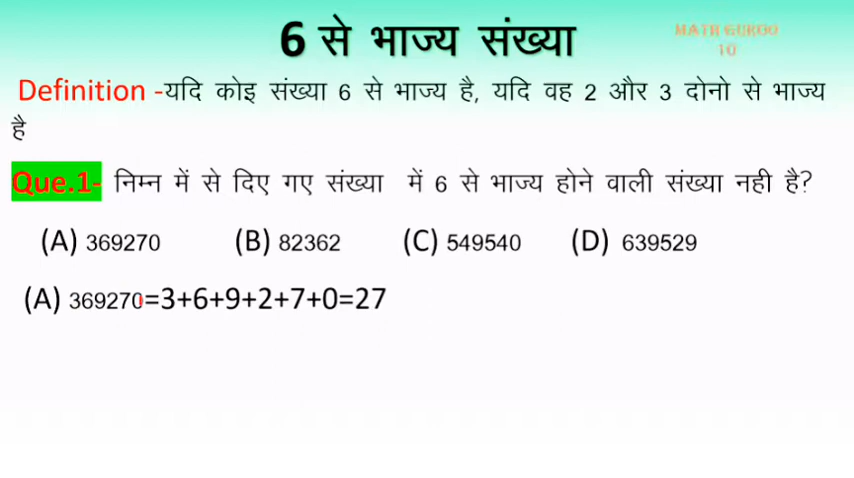 6 से भाज्य संख्या
MATH GUROO
10
Definition -यदि कोइ संख्या 6 से भाज्य है, यदि वह 2 और 3 दोनो से भाज्य
है
Que.1- निम्न में से दिए गए संख्या में 6 से भाज्य होने वाली संख्या नही है?
(A) 369270 (B) 82362 (C) 549540 (D) 639529
(A) 369270=3+6+9+2+7+0=27